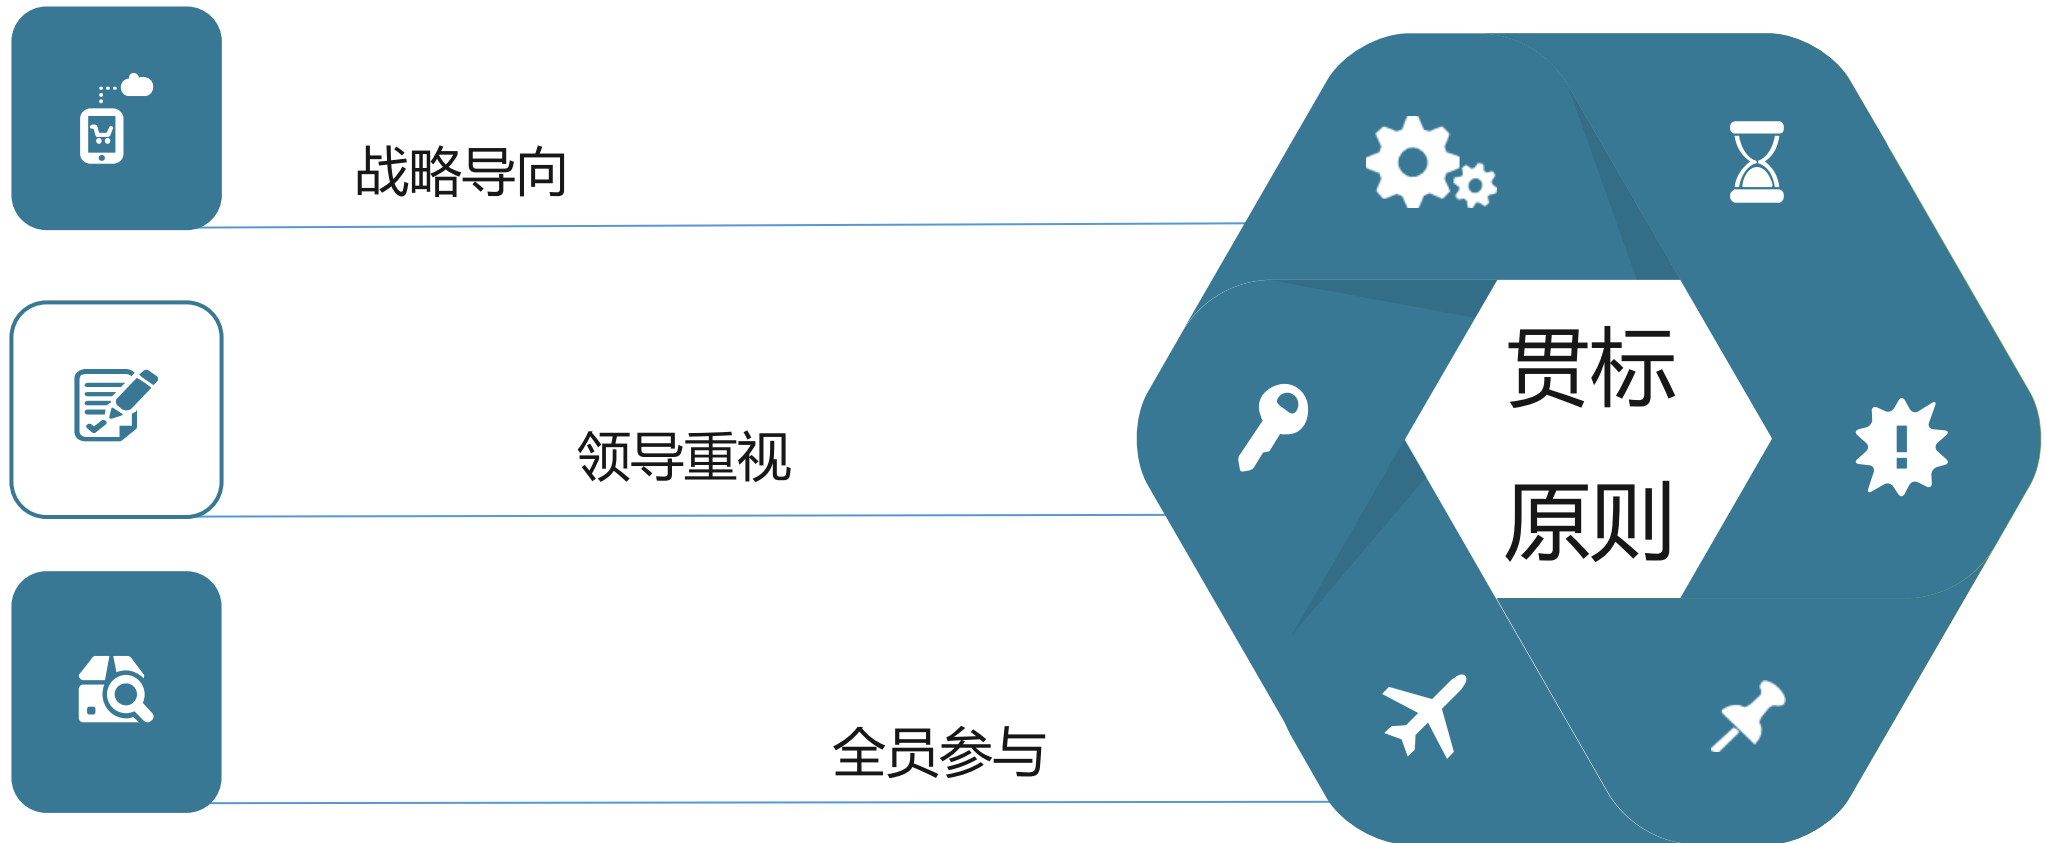 战略导向
领导重视
全员参与
贯标
原则